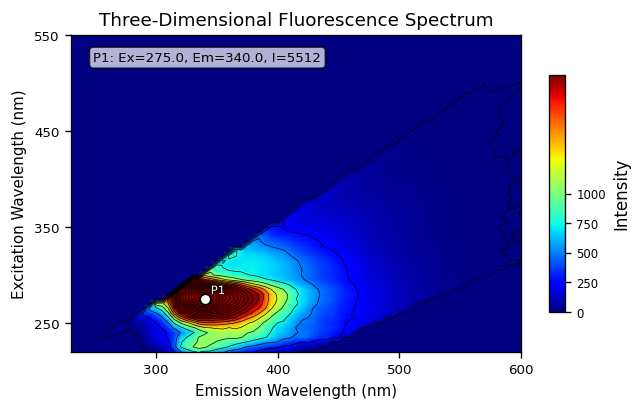 Three-Dimensional Fluorescence Spectrum
P1: Ex=275.0, Em=340.0, I=5512
550
450
350
250
Excitation Wavelength (nm)
P1
300
400
500
600
Emission Wavelength (nm)
1000
750
500
250
0
Intensity